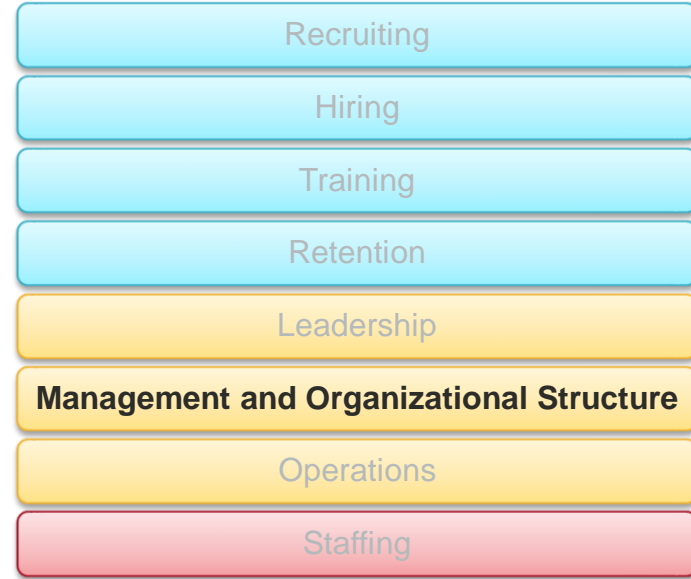 Recruiting
Hiring
Training
Retention
Leadership
Management and Organizational Structure
Operations
Staffing